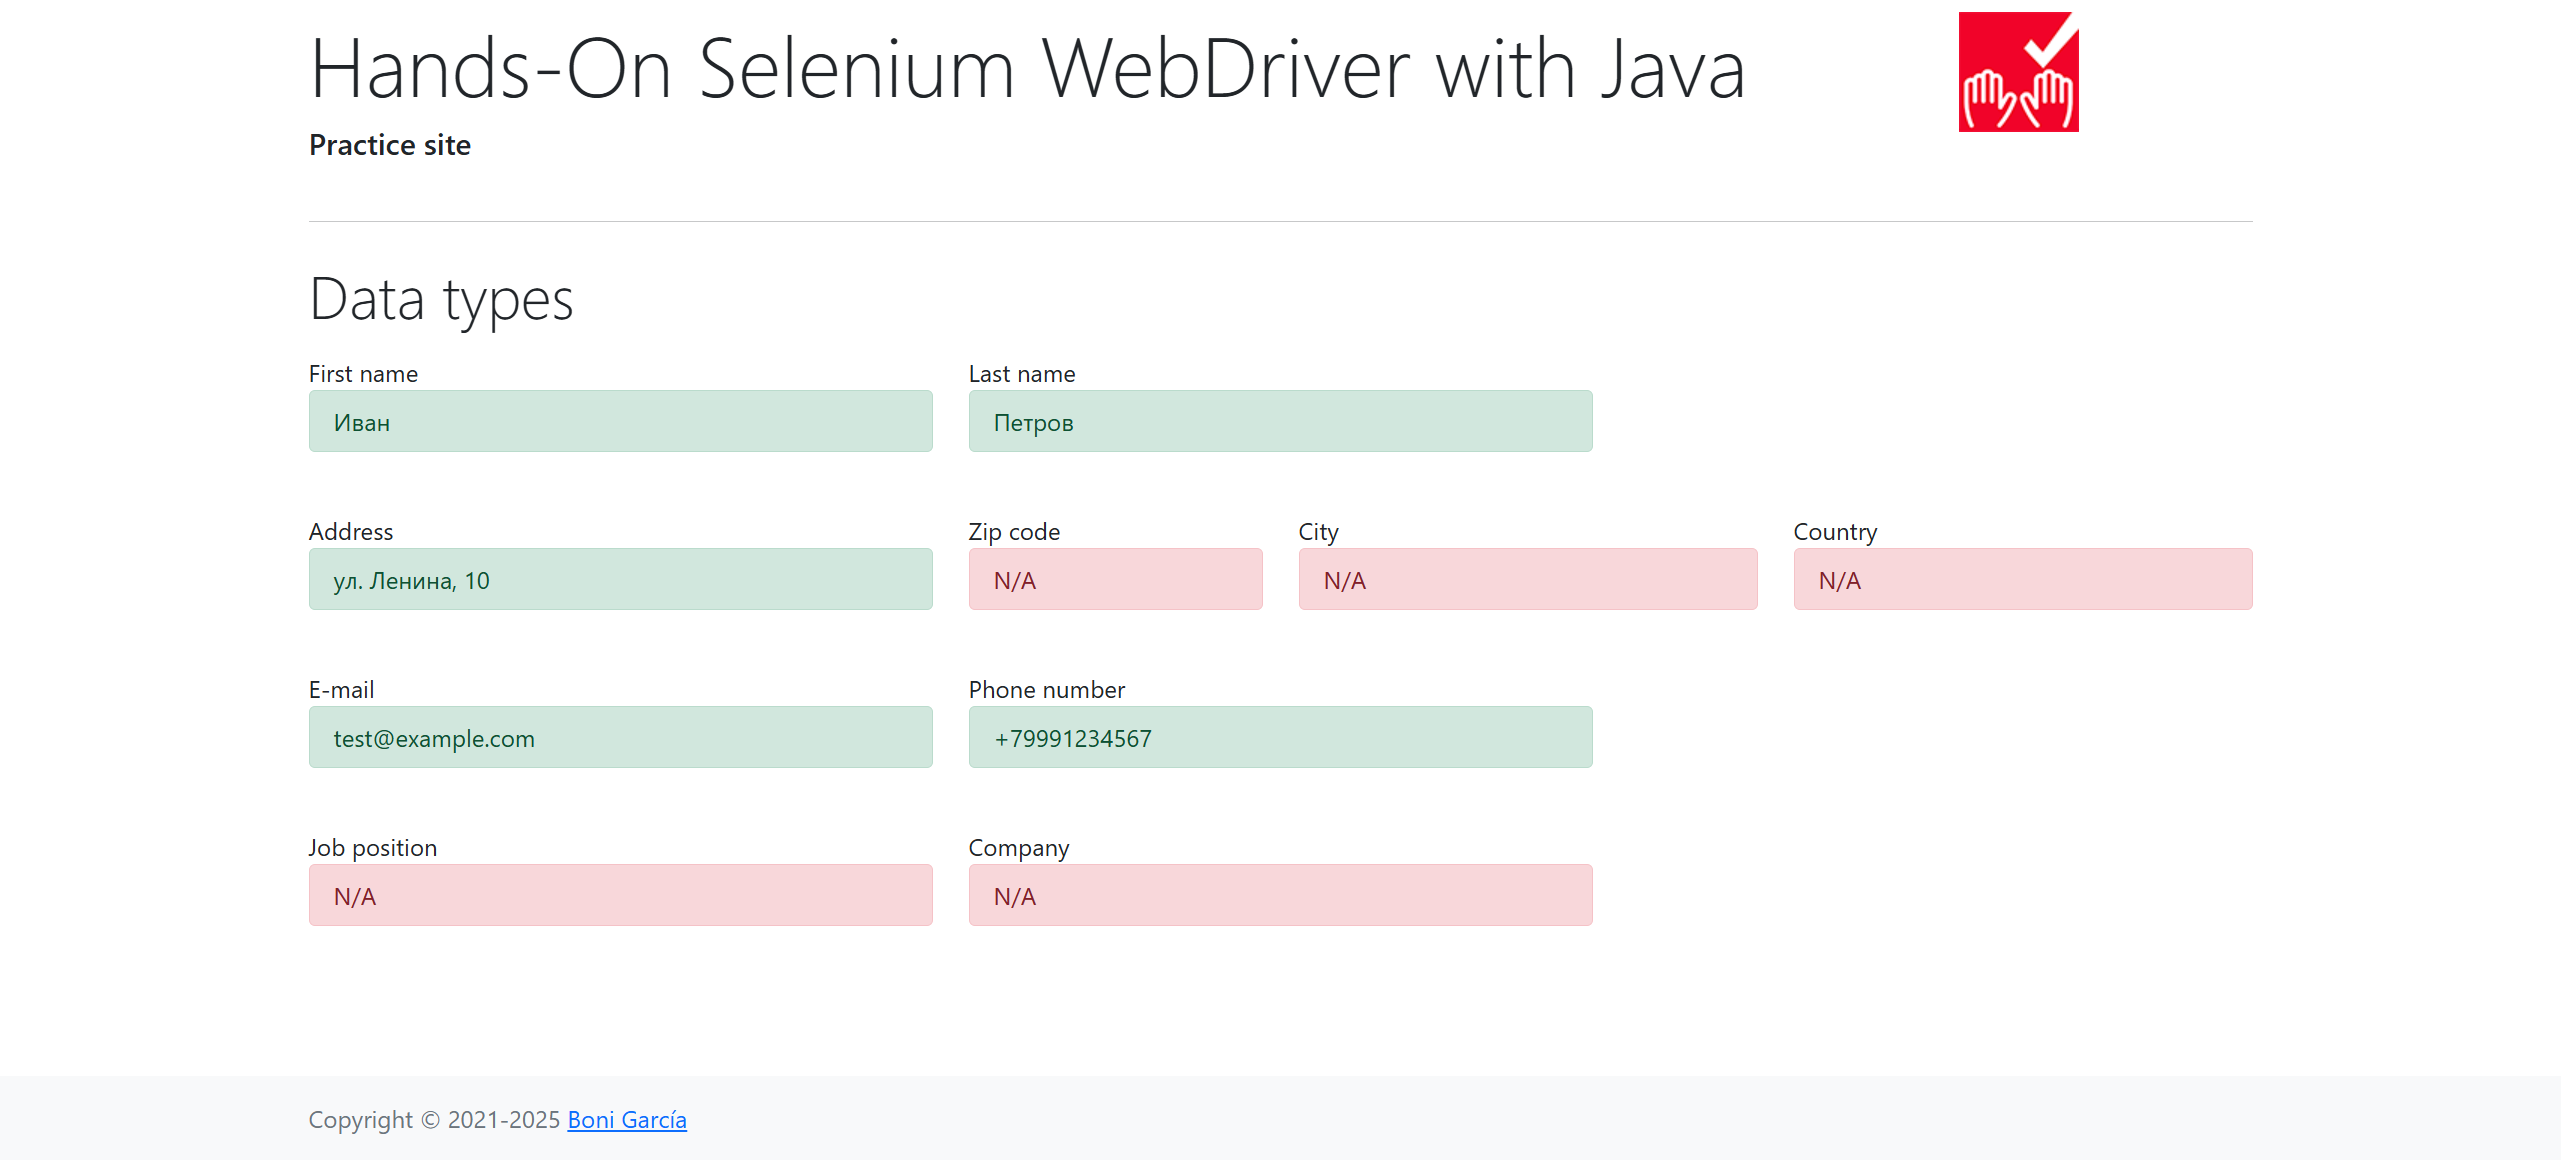 Hands-On Selenium WebDriver with Java
Practice site
Data types
First name
Last name
Иван
Петров
Address
Zip code
City
Country
ул. Ленина, 10
N/A
N/A
N/A
E-mail
Phone number
test@example.com
+79991234567
Job position
Company
N/A
N/A
Copyright © 2021-2025 Boni García